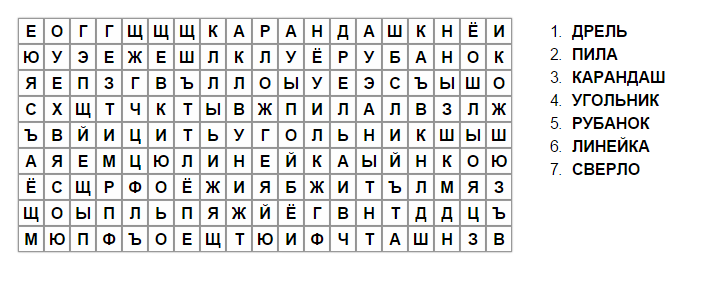 Е О Г Г Щ Щ Щ К А Р А Н Д А Ш К Н Ё И
Ю У Э Е Ж Е Ш Л К Л У Ё Р У Б А Н О К
Я Е П З Г В Ъ Л Л О Ы У Е Э С Ъ Ы Ш О
С Х Щ Т Ч К Т Ы В Ж П И Л А Л В З Л Ж
Ъ В Й И Ц И Т Ь У Г О Л Ь Н И К Ш Ы Ш
А Я Е М Ц Ю Л И Н Е Й К А Ы Й Н К О Ю
Ё С Щ Р Ф О Ё Ж И Я Б Ж И Т Ъ Л М Я З
Щ О Ы П Л Ь П Я Ж Й Ё Г В Н Т Д Д Ц Ъ
М Ю П Ф Ъ О Е Щ Т Ю И Ф Ч Т А Ш Н З В
1. ДРЕЛЬ
2. ПИЛА
3. КАРАНДАШ
4. УГОЛЬНИК
5. РУБАНОК
6. ЛИНЕЙКА
7. СВЕРЛО